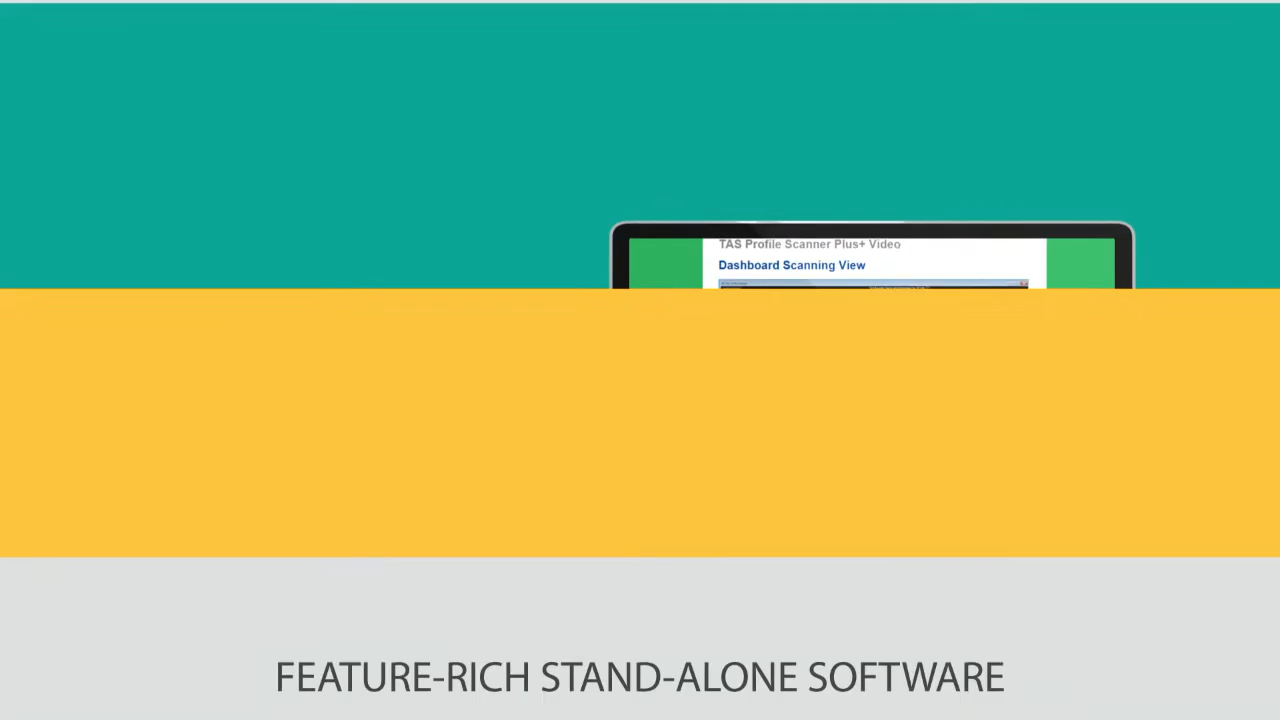 TAS Profile Scanner Plus+ Video
Dashboard Scanning View
FEATURE-RICH STAND-ALONE SOFTWARE